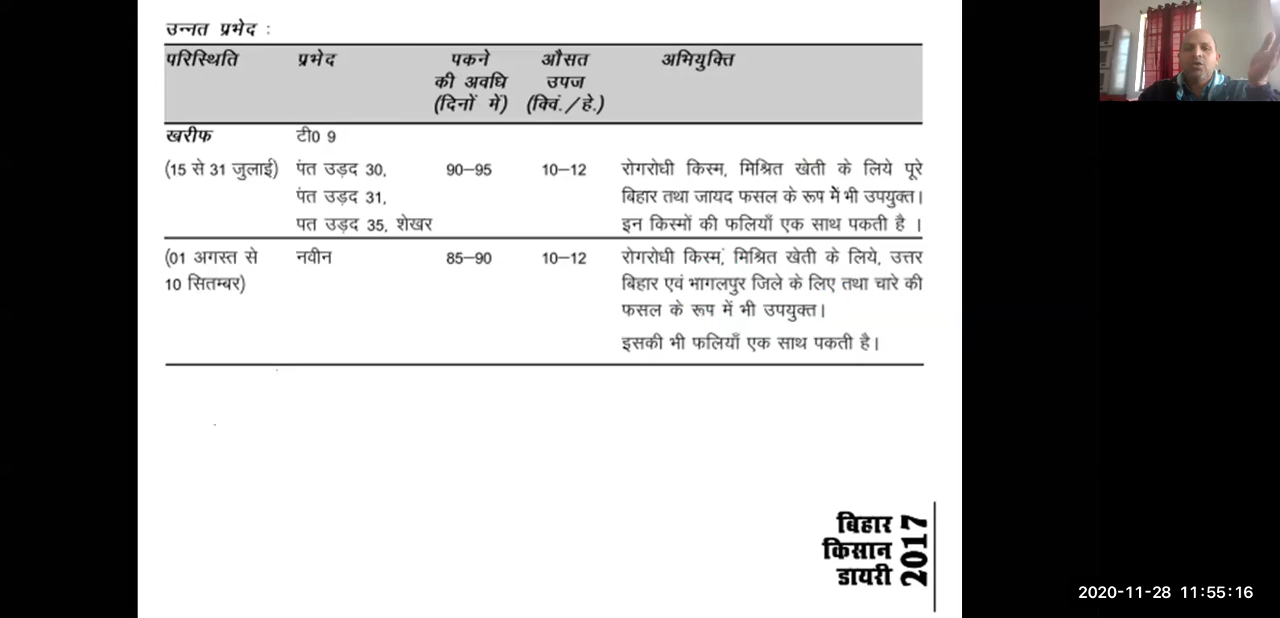 उन्नत प्रभेद :
परिस्थिति प्रभेद पकने औसत अभियुक्ति
की अवधि उपज
(दिनों में) (क्विं./हे.)
खरीफ टी0 9
(15 से 31 जुलाई) पंत उड़द 30, 90–95 10–12 रोगरोधी किस्म, मिश्रित खेती के लिये पूरे
पंत उड़द 31, बिहार तथा जायद फसल के रूप में भी उपयुक्त।
पत उड़द 35, शेखर इन किस्मों की फलियाँ एक साथ पकती है ।
(01 अगस्त से नवीन 85–90 10–12 रोगरोधी किस्म, मिश्रित खेती के लिये, उत्तर
10 सितम्बर) बिहार एवं भागलपुर जिले के लिए तथा चारे की
फसल के रूप में भी उपयुक्त।
इसकी भी फलियाँ एक साथ पकती है।
बिहार
किसान
डायरी
2017
2020-11-28 11:55:16